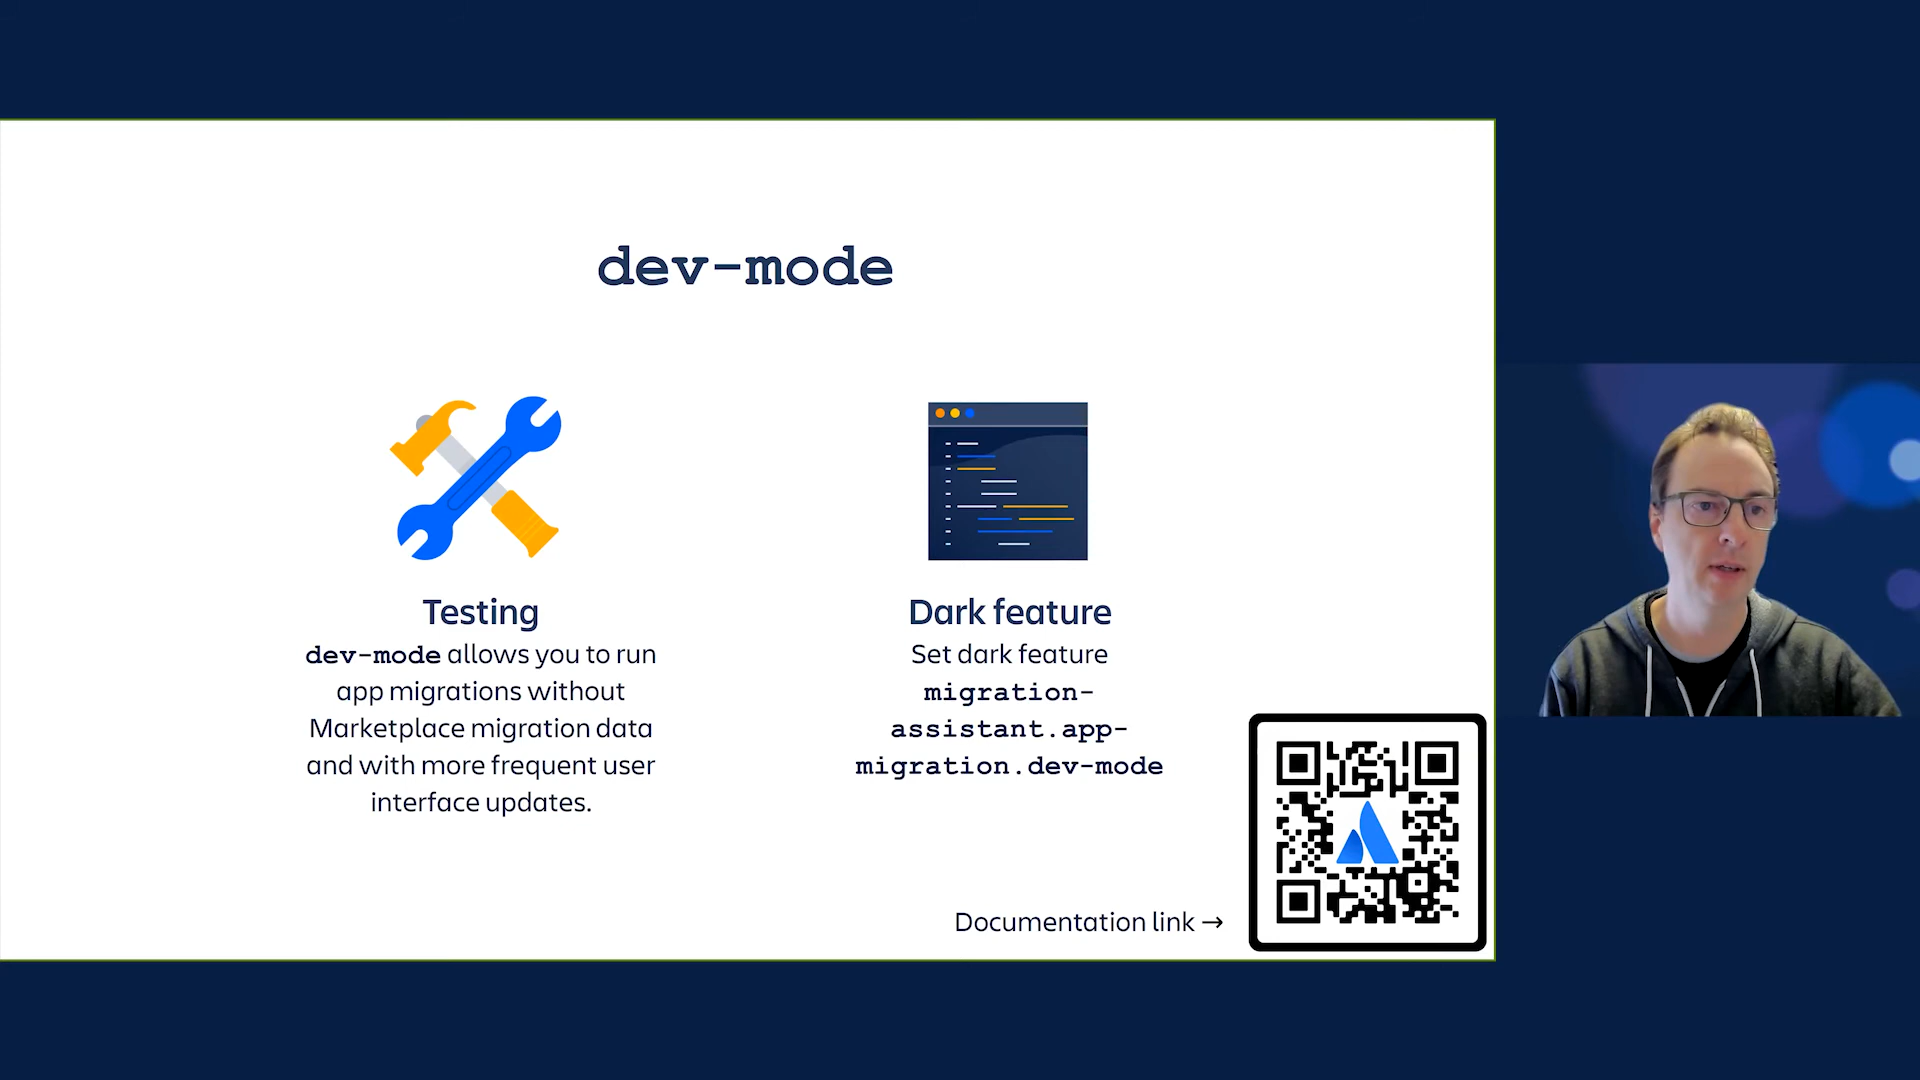 dev-mode
Testing
dev-mode allows you to run
app migrations without
Marketplace migration data
and with more frequent user
interface updates.
Dark feature
Set dark feature
migration-
assistant.app-
migration.dev-mode
Documentation link →